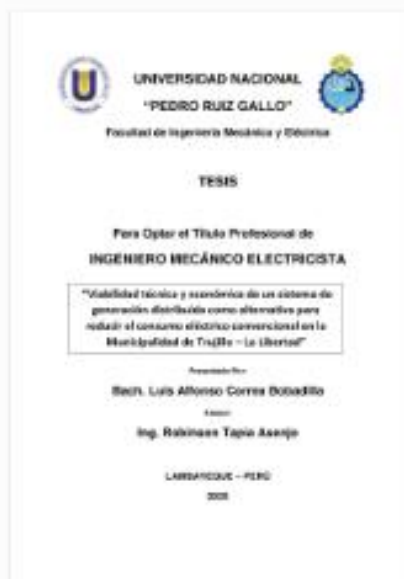 UNIVERSIDAD NACIONAL
"PEDRO RUIZ GALLO"
Facultad de Ingeniería Mecánica y Eléctrica
TESIS
Para Optar el Título Profesional de
INGENIERO MECÁNICO ELECTRICISTA
"Viabilidad técnica y económica de un sistema de
generación distribuida como alternativa para
reducir el consumo eléctrico convencional en la
Municipalidad de Trujillo – La Libertad"
Presentado Por:
Bach. Luis Alfonso Correa Bobadilla
Asesor:
Ing. Robinson Tapia Asenjo
LAMBAYEQUE – PERÚ